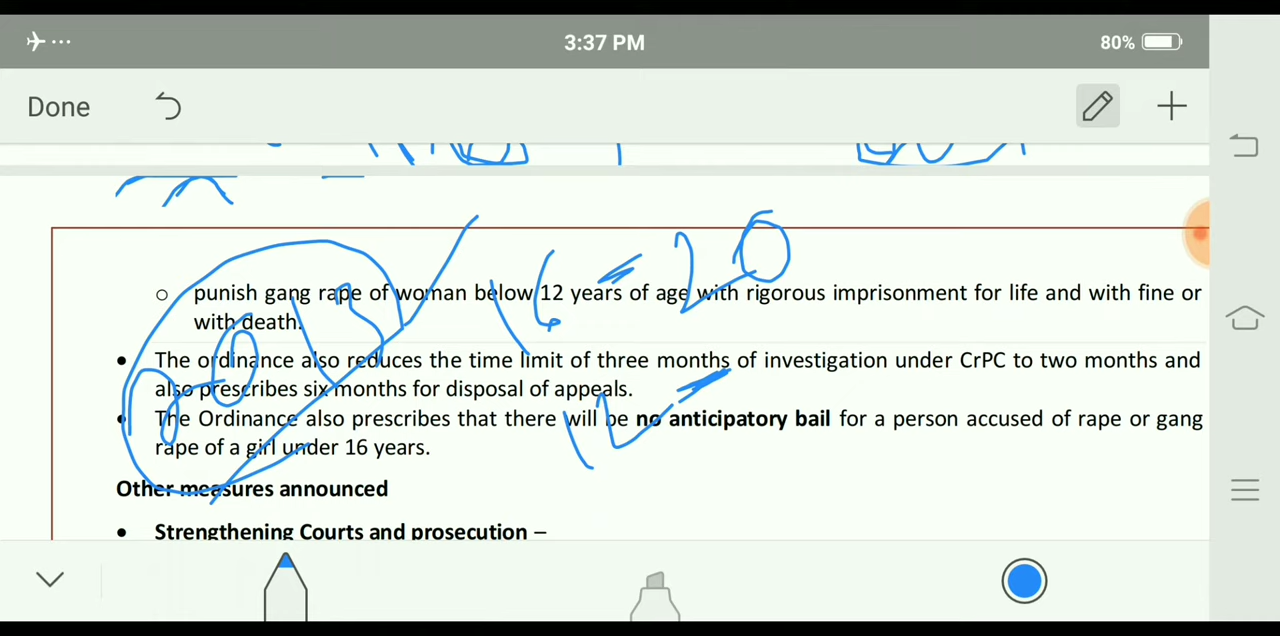 3:37 PM 80%
Done
16 = 20
o punish gang rape of woman below 12 years of age with rigorous imprisonment for life and with fine or
with death.
2013
• The ordinance also reduces the time limit of three months of investigation under CrPC to two months and
also prescribes six months for disposal of appeals.
12 =
• The Ordinance also prescribes that there will be no anticipatory bail for a person accused of rape or gang
rape of a girl under 16 years.
Other measures announced
• Strengthening Courts and prosecution –